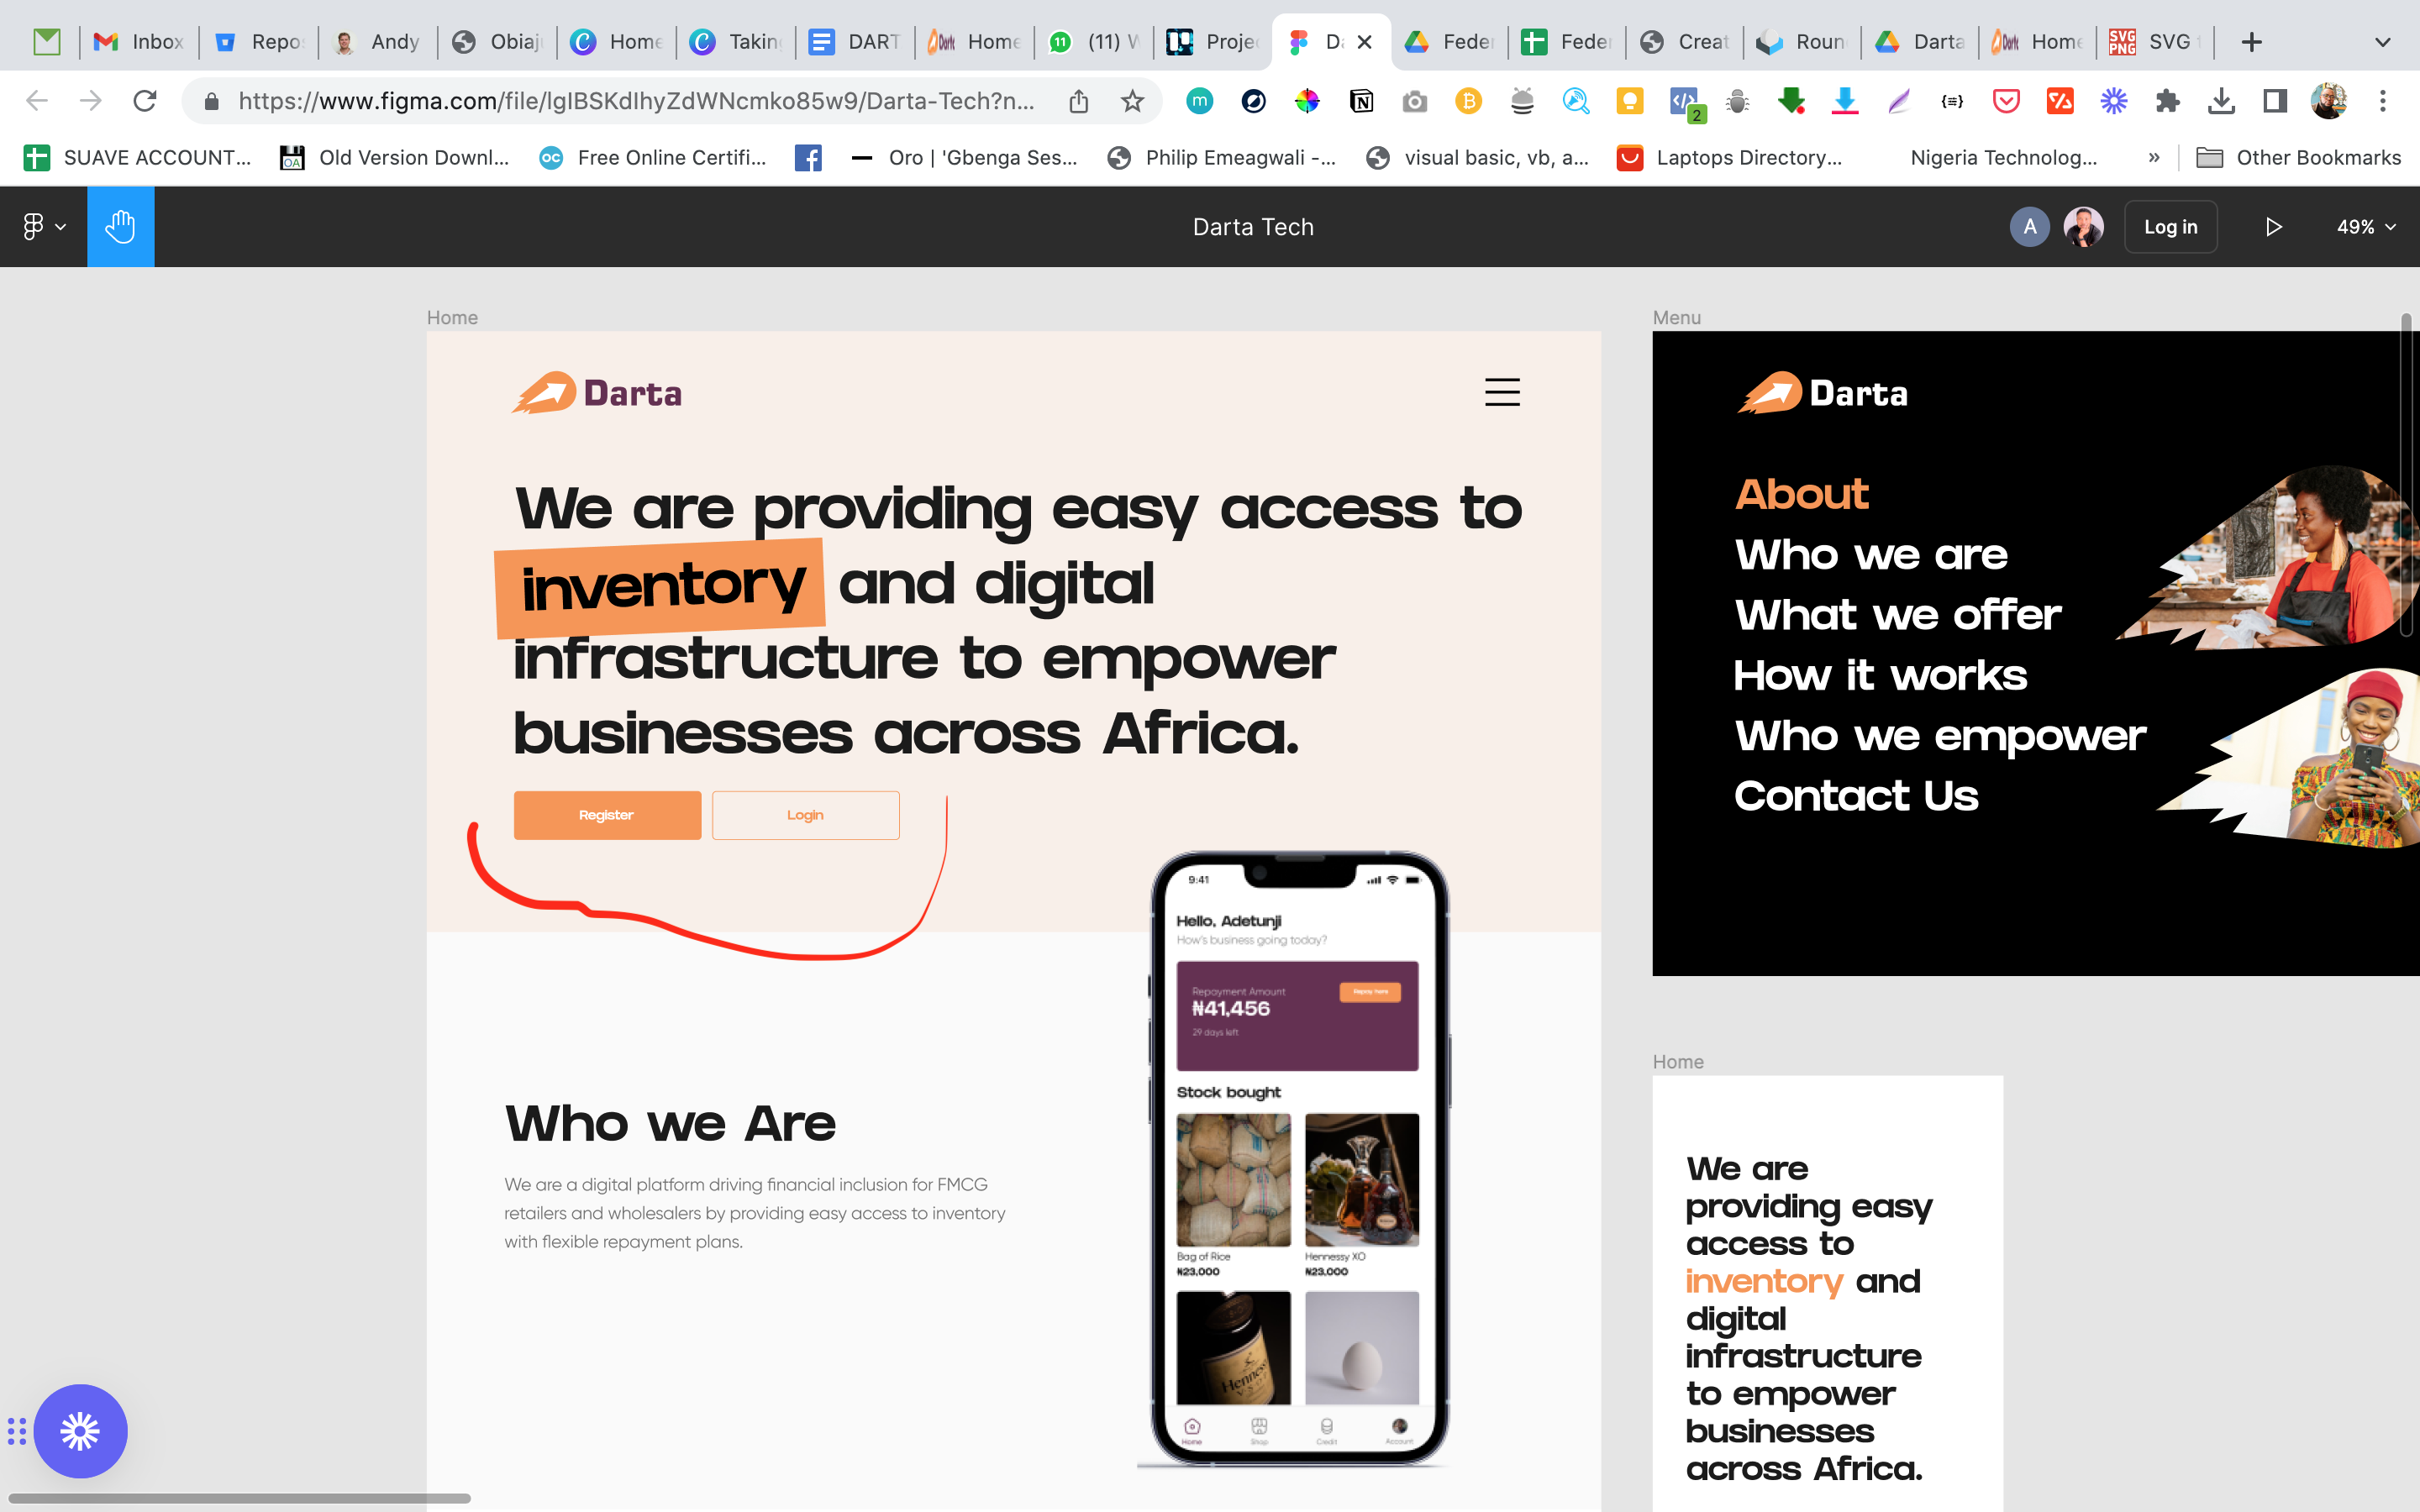 Inbox
Repo
Andy
Obiaj
Home
Takin
DART
Home
11
(11) W
Projec
Da
Feder
Feder
Creat
Roun
Darta
Home
SVG
PNG
SVG
https://www.figma.com/file/lgIBSKdIhyZdWNcmko85w9/Darta-Tech?n...
2
SUAVE ACCOUNT...
Old Version Downl...
Free Online Certifi...
Oro | 'Gbenga Ses...
Philip Emeagwali -...
visual basic, vb, a...
Laptops Directory...
Nigeria Technolog...
»
Other Bookmarks
Darta Tech
A
Log in
49%
Home
Darta
We are providing easy access to
inventory and digital
infrastructure to empower
businesses across Africa.
Register
Login
Who we Are
We are a digital platform driving financial inclusion for FMCG
retailers and wholesalers by providing easy access to inventory
with flexible repayment plans.
9:41
Hello, Adetunji
How's business going today?
Repayment Amount
₦41,456
29 days left
Repay here
Stock bought
Bag of Rice
₦23,000
Hennessy XO
₦23,000
Home
Shop
Credit
Account
Menu
Darta
About
Who we are
What we offer
How it works
Who we empower
Contact Us
Home
We are
providing easy
access to
inventory and
digital
infrastructure
to empower
businesses
across Africa.